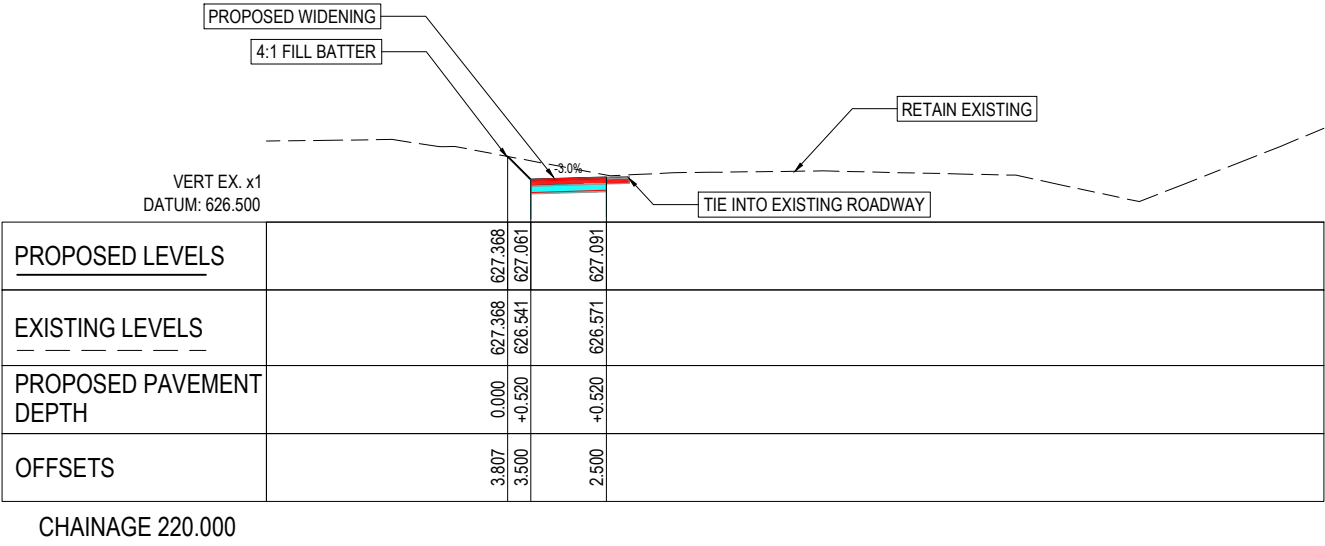 PROPOSED WIDENING
4:1 FILL BATTER
RETAIN EXISTING
-3.0%
VERT EX. x1
DATUM: 626.500
TIE INTO EXISTING ROADWAY
PROPOSED LEVELS
627.368
627.061
627.091
EXISTING LEVELS
627.368
626.541
626.571
PROPOSED PAVEMENT
DEPTH
0.000
+0.520
+0.520
OFFSETS
3.807
3.500
2.500
CHAINAGE 220.000